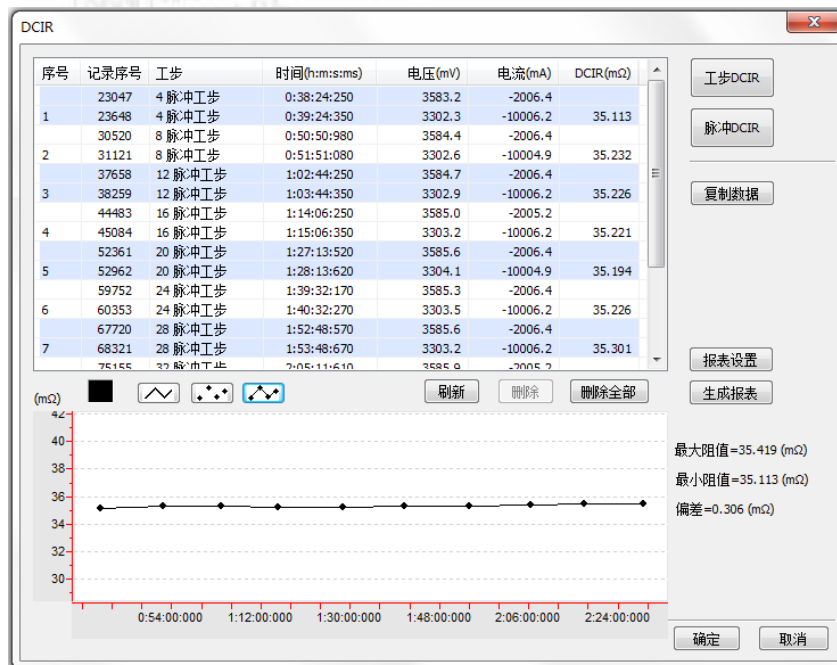 DCIR
序号 记录序号 工步 时间(h:m:s:ms) 电压(mV) 电流(mA) DCIR(mΩ)
23047 4 脉冲工步 0:38:24:250 3583.2 -2006.4
1 23648 4 脉冲工步 0:39:24:350 3302.3 -10006.2 35.113
30520 8 脉冲工步 0:50:50:980 3584.4 -2006.4
2 31121 8 脉冲工步 0:51:51:080 3302.6 -10004.9 35.232
37658 12 脉冲工步 1:02:44:250 3584.7 -2006.4
3 38259 12 脉冲工步 1:03:44:350 3302.9 -10006.2 35.226
44483 16 脉冲工步 1:14:06:250 3585.0 -2005.2
4 45084 16 脉冲工步 1:15:06:350 3303.2 -10006.2 35.221
52361 20 脉冲工步 1:27:13:520 3585.6 -2006.4
5 52962 20 脉冲工步 1:28:13:620 3304.1 -10004.9 35.194
59752 24 脉冲工步 1:39:32:170 3585.3 -2006.4
6 60353 24 脉冲工步 1:40:32:270 3303.5 -10006.2 35.226
67720 28 脉冲工步 1:52:48:570 3585.6 -2006.4
7 68321 28 脉冲工步 1:53:48:670 3303.2 -10006.2 35.301
75155 32 脉冲工步 2:05:11:610 3585.9 -2005.2
工步DCIR
脉冲DCIR
复制数据
报表设置
生成报表
刷新 删除 删除全部
(mΩ)
42
40
38
36
34
32
30
0:54:00:000 1:12:00:000 1:30:00:000 1:48:00:000 2:06:00:000 2:24:00:000
最大阻值=35.419 (mΩ)
最小阻值=35.113 (mΩ)
偏差=0.306 (mΩ)
确定 取消